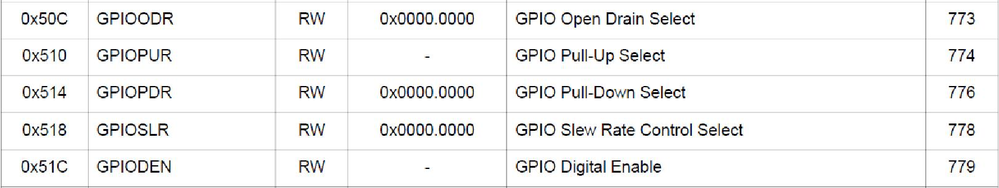 0x50C GPIOODR RW 0x0000.0000 GPIO Open Drain Select 773
0x510 GPIOPUR RW - GPIO Pull-Up Select 774
0x514 GPIOPDR RW 0x0000.0000 GPIO Pull-Down Select 776
0x518 GPIOSLR RW 0x0000.0000 GPIO Slew Rate Control Select 778
0x51C GPIODEN RW - GPIO Digital Enable 779